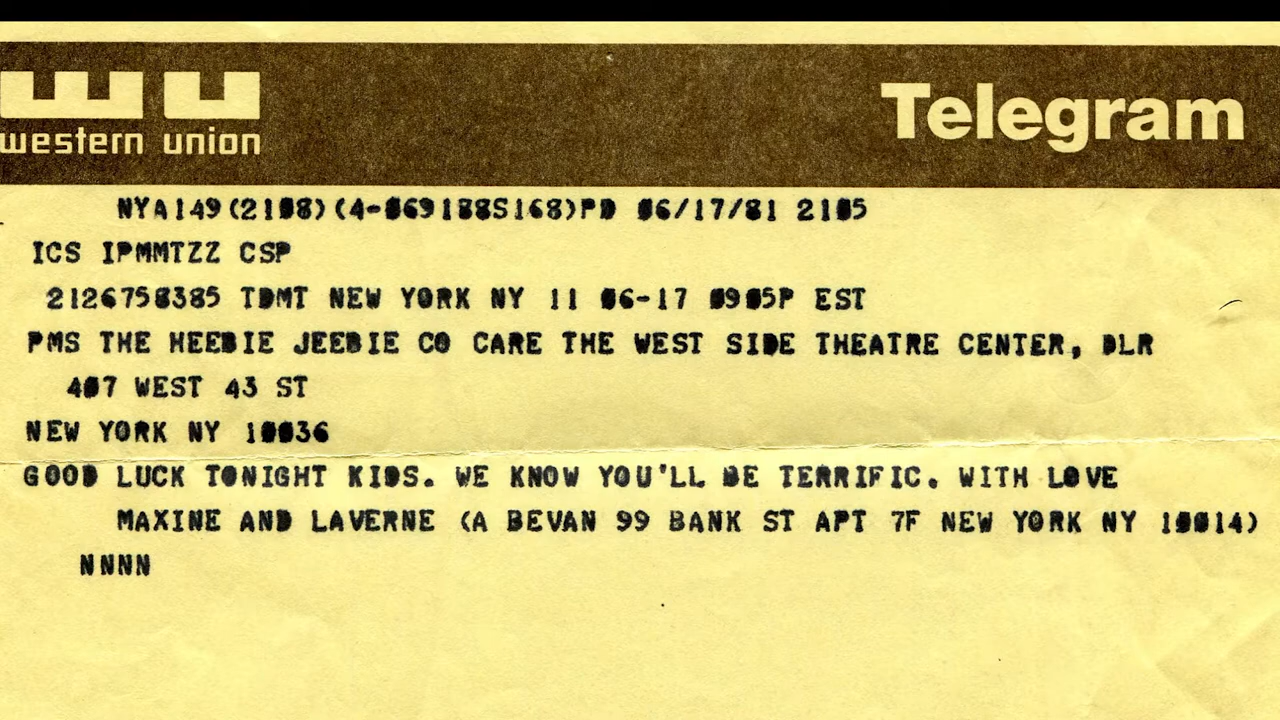 western union
Telegram
NYA149(2108)(4-069188S168)PD 06/17/81 2105
ICS IPMMTZZ CSP
2126758385 TDMT NEW YORK NY 11 06-17 0905P EST
PMS THE HEEBIE JEEBIE CO CARE THE WEST SIDE THEATRE CENTER, DLR
407 WEST 43 ST
NEW YORK NY 10036
GOOD LUCK TONIGHT KIDS. WE KNOW YOU'LL BE TERRIFIC. WITH LOVE
MAXINE AND LAVERNE (A BEVAN 99 BANK ST APT 7F NEW YORK NY 10014)
NNNN